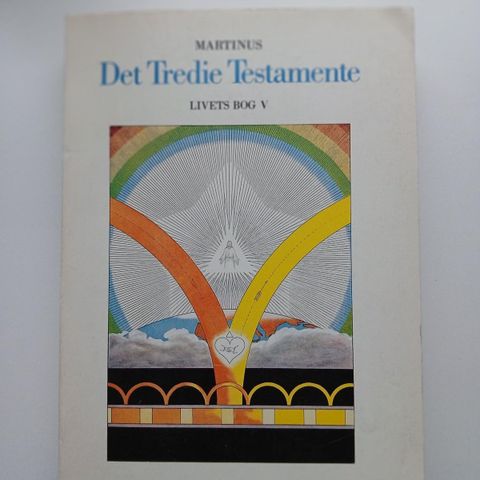 MARTINUS
Det Tredie Testamente
LIVETS BOG V